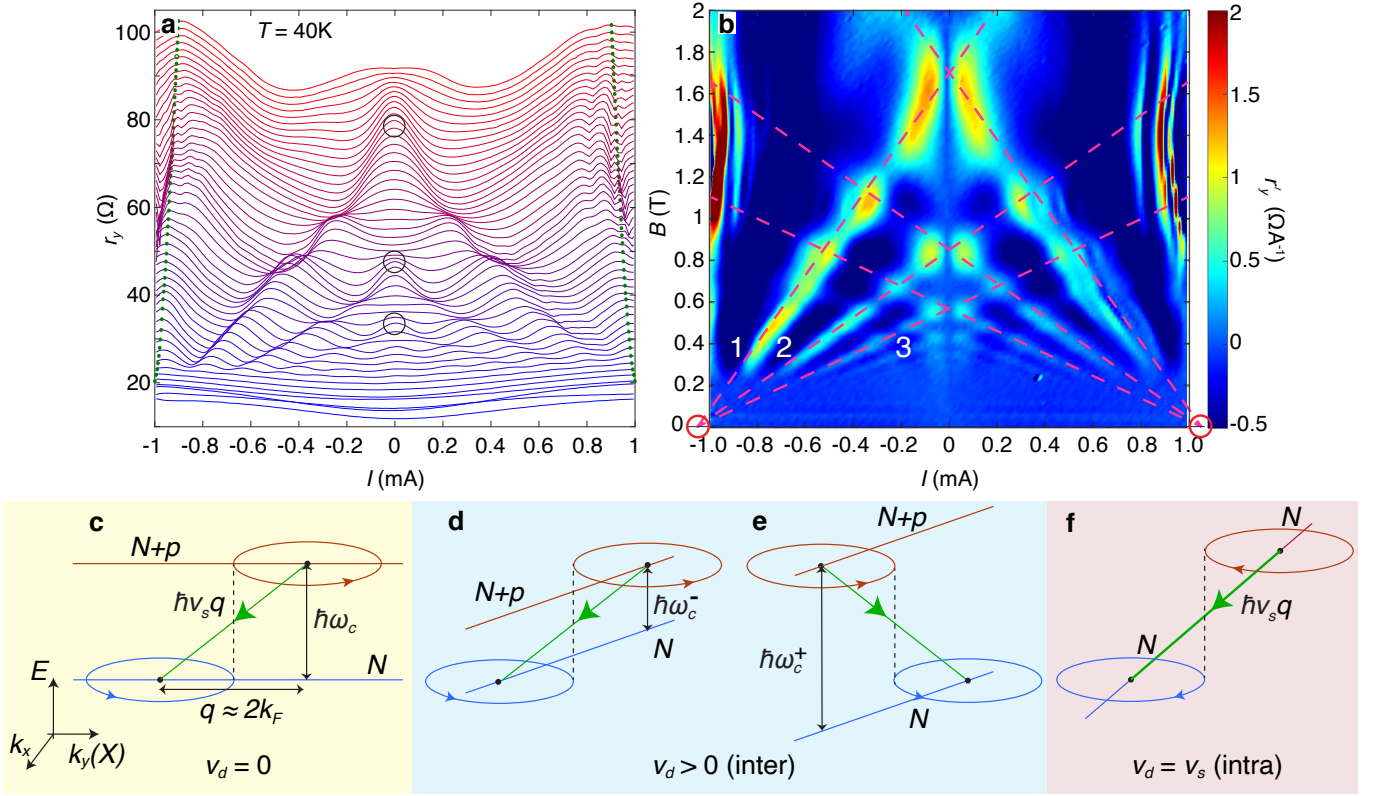 a
T = 40K
100
80
60
40
20
r_y (Ω)
-1 -0.8 -0.6 -0.4 -0.2 0 0.2 0.4 0.6 0.8 1
I (mA)
b
2
1.8
1.6
1.4
1.2
1
0.8
0.6
0.4
0.2
0
B (T)
1 2 3
-1.0 -0.8 -0.6 -0.4 -0.2 0 0.2 0.4 0.6 0.8 1.0
I (mA)
2
1.5
1
0.5
0
-0.5
r'_y (ΩA⁻¹)
c
N+p
ħv_sq
ħω_c
N
q ≈ 2k_F
E
k_x
k_y(X)
v_d = 0
d
N+p
ħω_c⁻
N
e
N+p
ħω_c⁺
N
v_d > 0 (inter)
f
N
ħv_sq
N
v_d = v_s (intra)